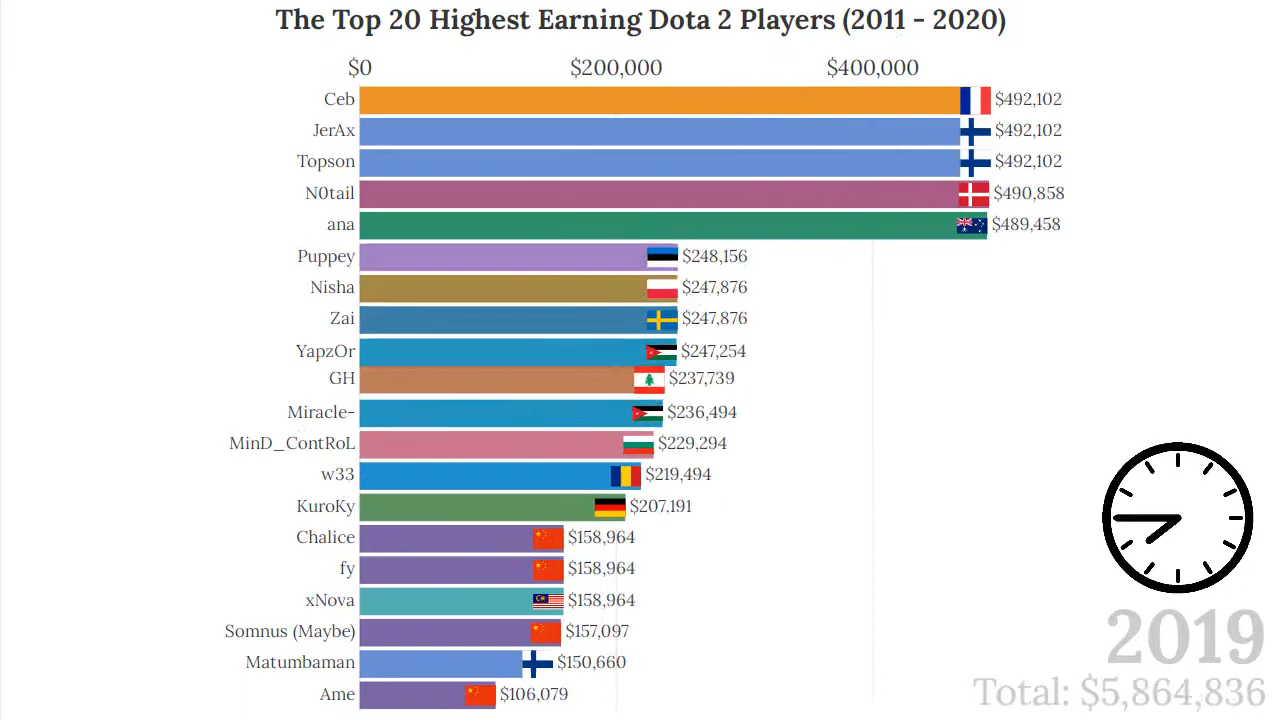 The Top 20 Highest Earning Dota 2 Players (2011 - 2020)
$0 $200,000 $400,000
Ceb $492,102
JerAx $492,102
Topson $492,102
N0tail $490,858
ana $489,458
Puppey $248,156
Nisha $247,876
Zai $247,876
YapzOr $247,254
GH $237,739
Miracle- $236,494
MinD_ContRoL $229,294
w33 $219,494
KuroKy $207,191
Chalice $158,964
fy $158,964
xNova $158,964
Somnus (Maybe) $157,097
Matumbaman $150,660
Ame $106,079
2019
Total: $5,864,836